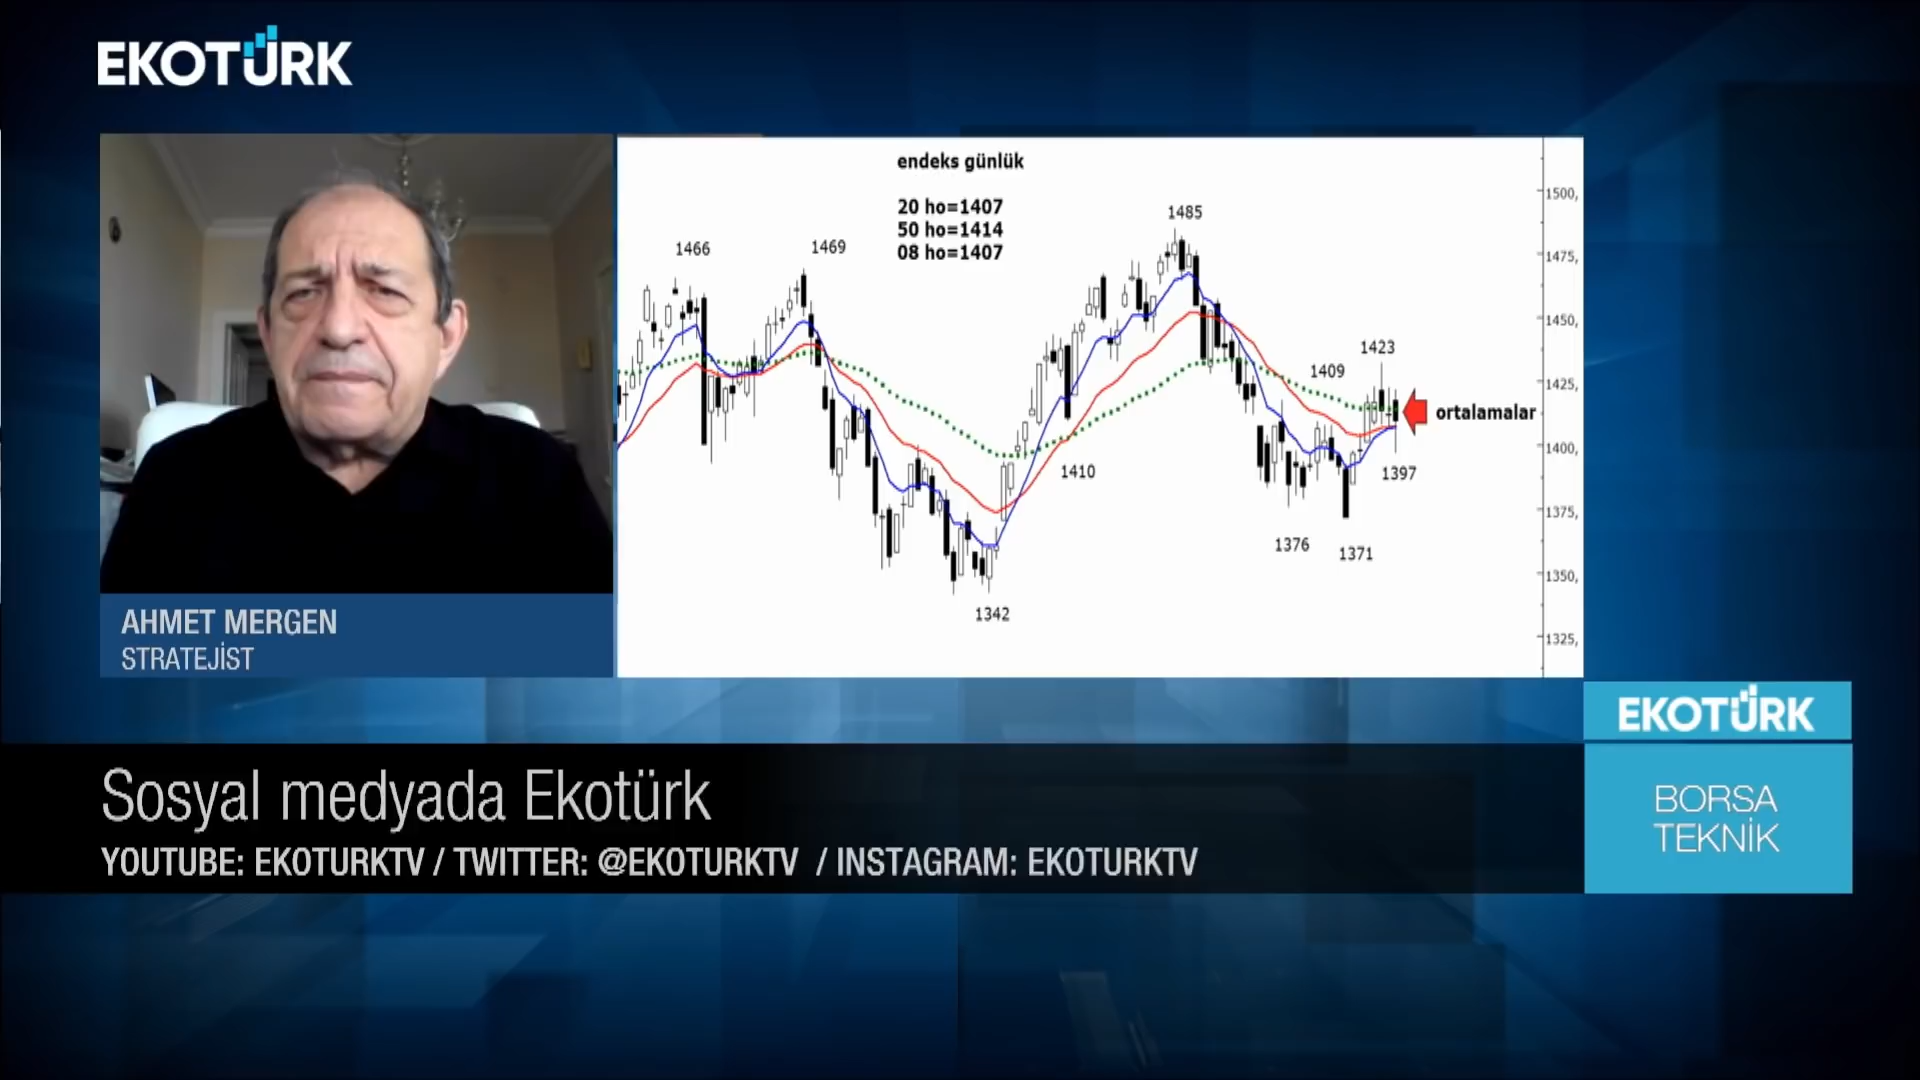 EKOTÜRK
endeks günlük
20 ho=1407
50 ho=1414
08 ho=1407
1466
1469
1485
1423
1409
1410
1397
1376
1371
1342
ortalamalar
1500,
1475,
1450,
1425,
1400,
1375,
1350,
1325,
AHMET MERGEN
STRATEJİST
EKOTÜRK
BORSA
TEKNİK
Sosyal medyada Ekotürk
YOUTUBE: EKOTURKTV / TWITTER: @EKOTURKTV / INSTAGRAM: EKOTURKTV